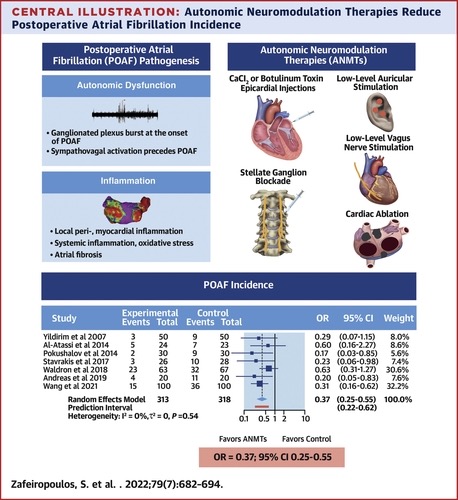 CENTRAL ILLUSTRATION: Autonomic Neuromodulation Therapies Reduce
Postoperative Atrial Fibrillation Incidence
Postoperative Atrial
Fibrillation (POAF) Pathogenesis
Autonomic Dysfunction
• Ganglionated plexus burst at the onset
of POAF
• Sympathovagal activation precedes POAF
Inflammation
• Local peri-, myocardial inflammation
• Systemic inflammation, oxidative stress
• Atrial fibrosis
Autonomic Neuromodulation
Therapies (ANMTs)
CaCl2 or Botulinum Toxin
Epicardial Injections
Low-Level Auricular
Stimulation
Low-Level Vagus
Nerve Stimulation
Stellate Ganglion
Blockade
Cardiac Ablation
POAF Incidence
Experimental Control
Study Events Total Events Total OR 95% CI Weight
Yildirim et al 2007 3 50 9 50 0.29 (0.07-1.15) 8.0%
Al-Atassi et al 2014 5 24 7 23 0.60 (0.16-2.27) 8.6%
Pokushalov et al 2014 2 30 9 30 0.17 (0.03-0.85) 5.6%
Stavrakis et al 2017 3 26 10 28 0.23 (0.06-0.98) 7.4%
Waldron et al 2018 23 63 32 67 0.63 (0.31-1.27) 30.6%
Andreas et al 2019 4 20 11 20 0.20 (0.05-0.83) 7.6%
Wang et al 2021 15 100 36 100 0.31 (0.16-0.62) 32.2%
Random Effects Model 313 318 0.37 (0.25-0.55) 100.0%
Prediction Interval (0.22-0.62)
Heterogeneity: I² = 0%, τ² = 0, P =0.54
0.1 0.5 1 2 10
Favors ANMTs Favors Control
OR = 0.37; 95% CI 0.25-0.55
Zafeiropoulos, S. et al. . 2022;79(7):682–694.